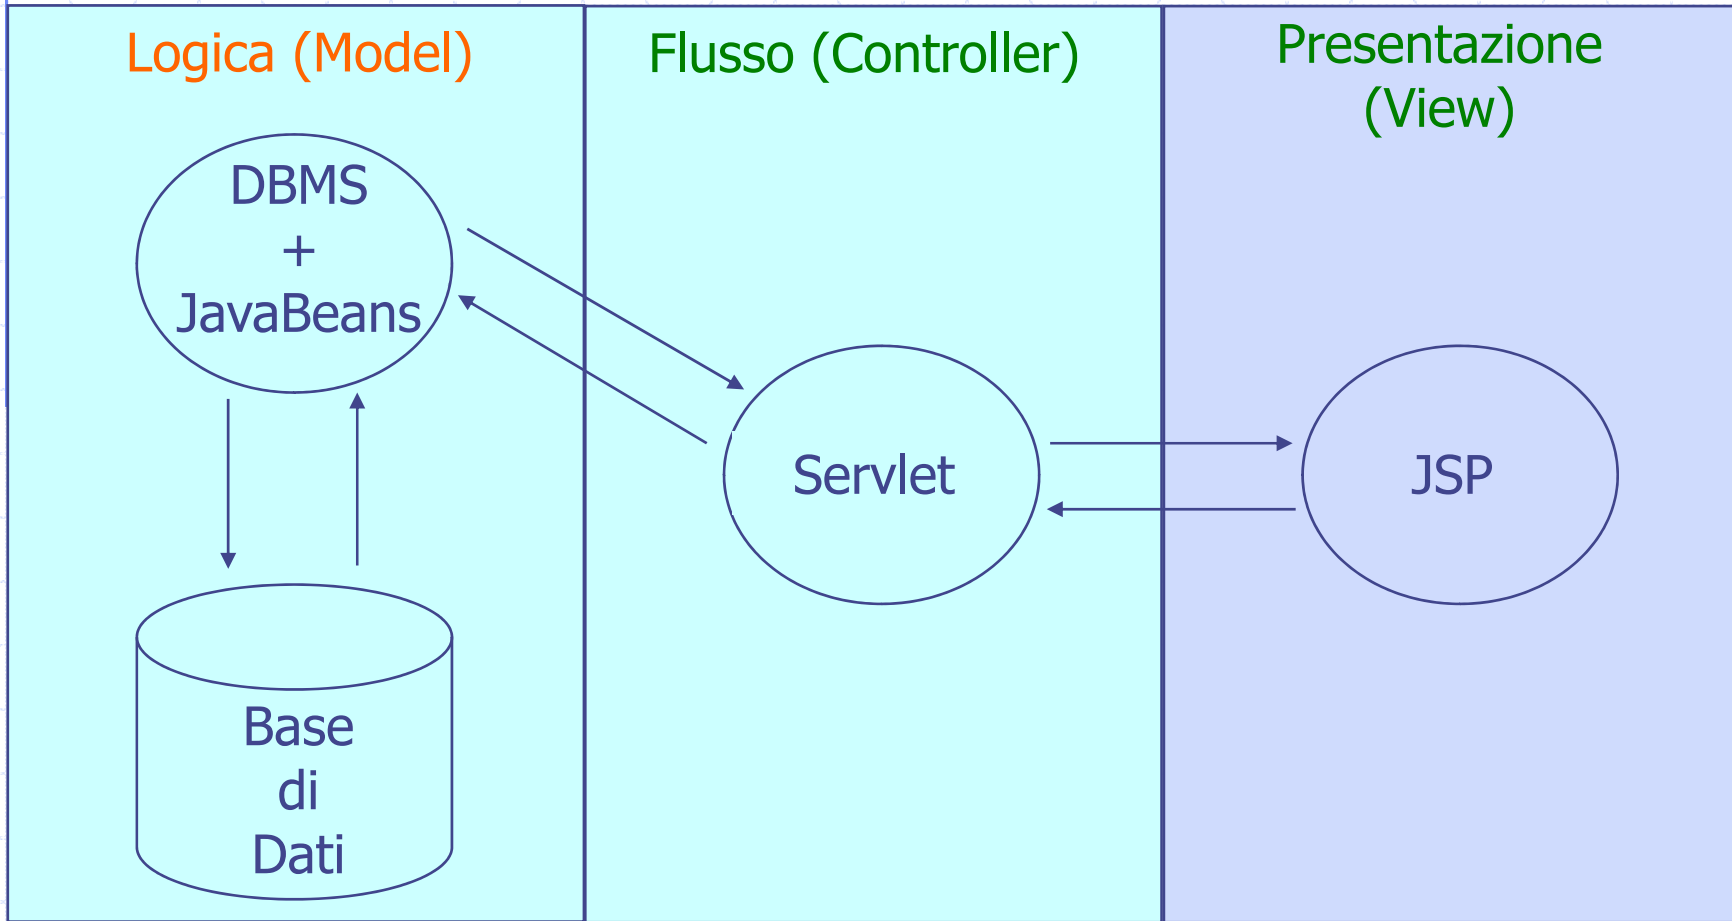 Logica (Model)
DBMS
+
JavaBeans
Base
di
Dati
Flusso (Controller)
Servlet
Presentazione
(View)
JSP